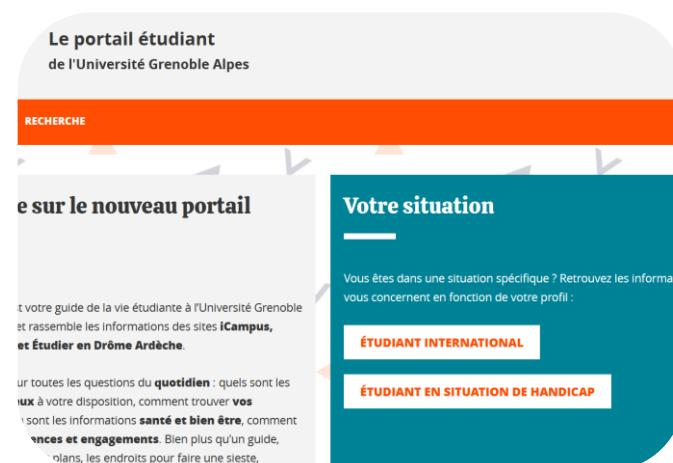 Le portail étudiant
de l'Université Grenoble Alpes
RECHERCHE
e sur le nouveau portail
votre guide de la vie étudiante à l'Université Grenoble
et rassemble les informations des sites iCampus,
et Étudier en Drôme Ardèche.
ur toutes les questions du quotidien : quels sont les
ux à votre disposition, comment trouver vos
sont les informations santé et bien être, comment
ences et engagements. Bien plus qu'un guide,
plans, les endroits pour faire une sieste,
Votre situation
Vous êtes dans une situation spécifique ? Retrouvez les informa
vous concernent en fonction de votre profil :
ÉTUDIANT INTERNATIONAL
ÉTUDIANT EN SITUATION DE HANDICAP